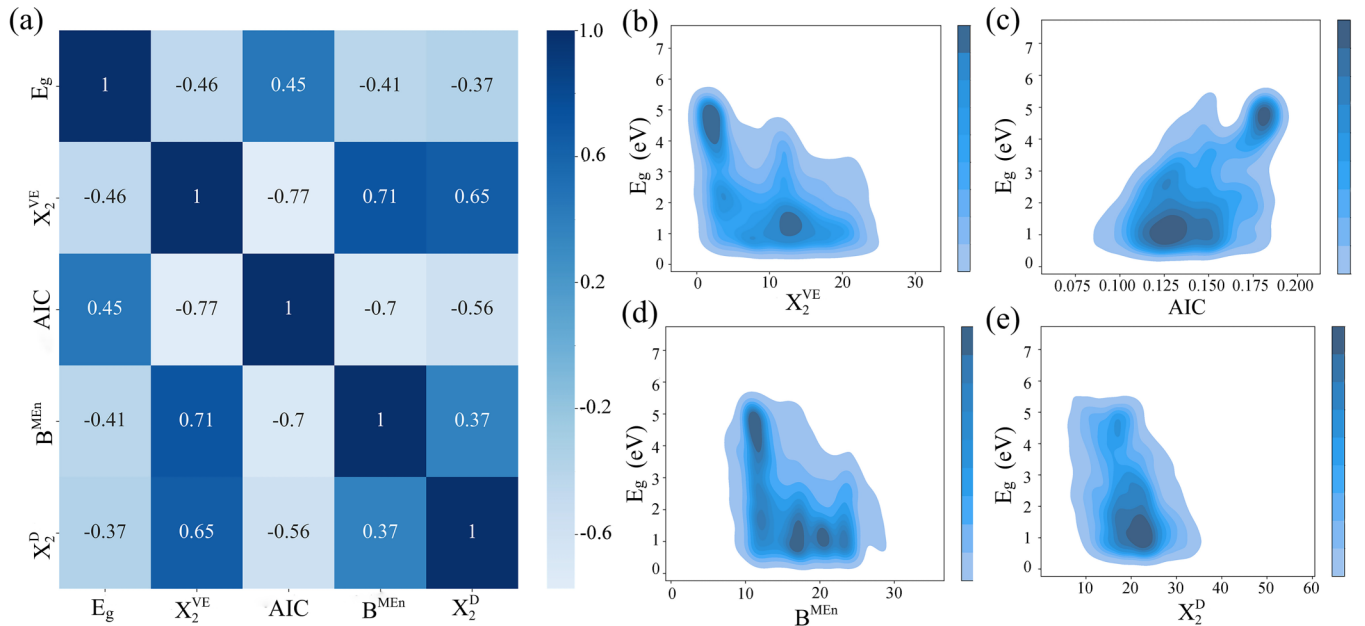 (a)
E_g
1
-0.46
0.45
-0.41
-0.37
X_2^VE
-0.46
1
-0.77
0.71
0.65
AIC
0.45
-0.77
1
-0.7
-0.56
B^MEn
-0.41
0.71
-0.7
1
0.37
X_2^D
-0.37
0.65
-0.56
0.37
1
E_g X_2^VE AIC B^MEn X_2^D
1.0
0.6
0.2
-0.2
-0.6
(b)
E_g (eV)
7
6
5
4
3
2
1
0
0 10 20 30
X_2^VE
(c)
E_g (eV)
7
6
5
4
3
2
1
0
0.075 0.100 0.125 0.150 0.175 0.200
AIC
(d)
E_g (eV)
7
6
5
4
3
2
1
0
0 10 20 30
B^MEn
(e)
E_g (eV)
7
6
5
4
3
2
1
0
10 20 30 40 50 60
X_2^D